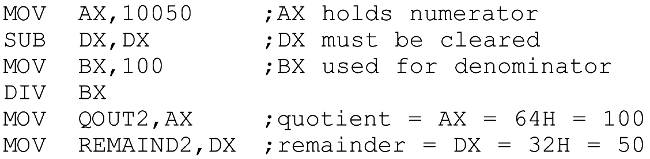 MOV AX,10050 ;AX holds numerator
SUB DX,DX ;DX must be cleared
MOV BX,100 ;BX used for denominator
DIV BX
MOV QOUT2,AX ;quotient = AX = 64H = 100
MOV REMAIND2,DX ;remainder = DX = 32H = 50